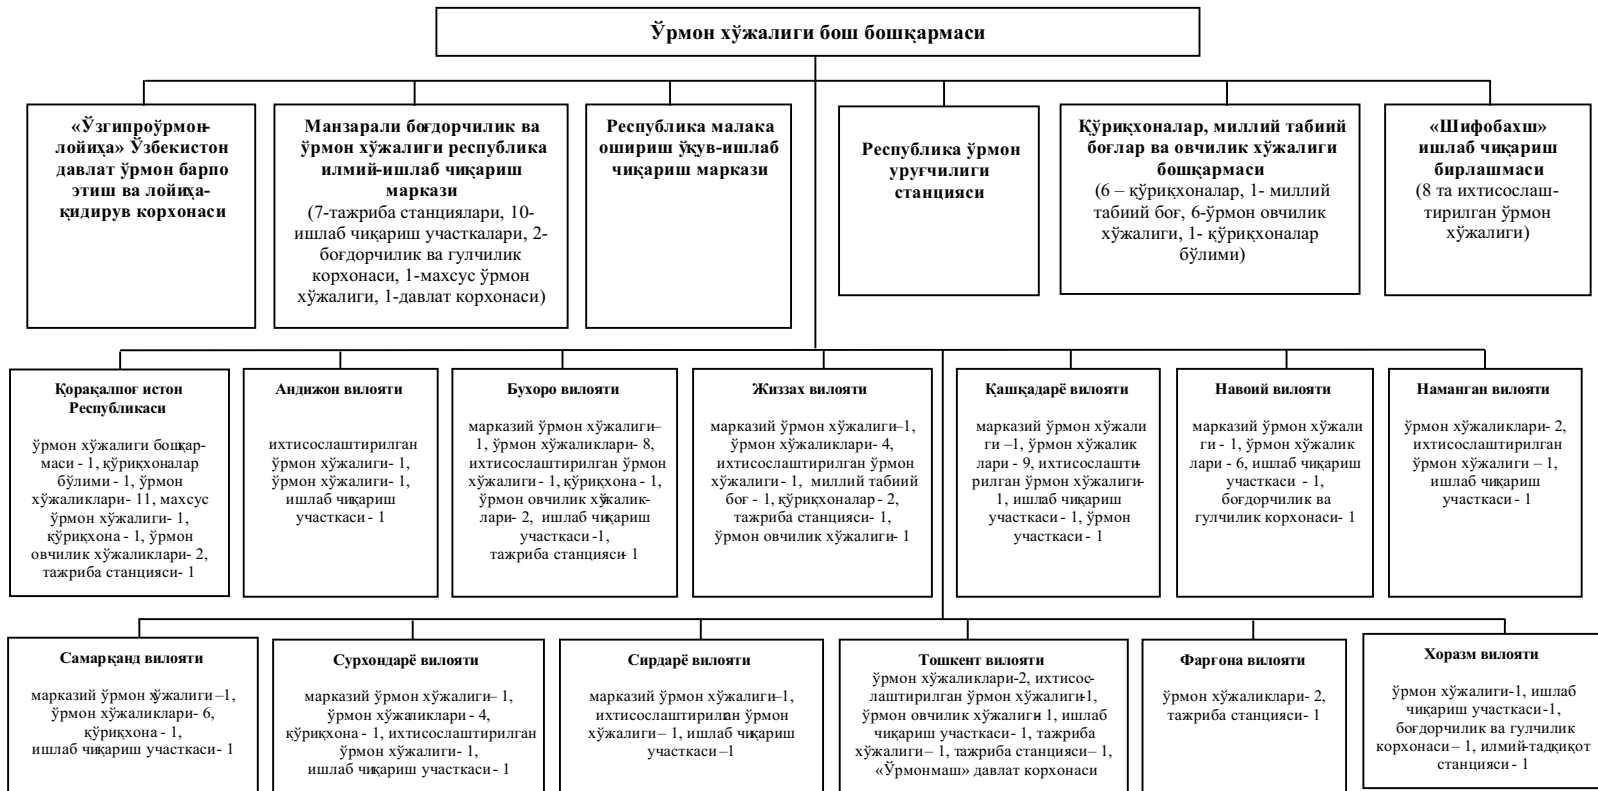 Ўрмон хўжалиги бош бошқармаси
«Ўзгипроўрмон-
лойиҳа» Ўзбекистон
давлат ўрмон барпо
этиш ва лойиҳа-
қидирув корхонаси
Манзарали боғдорчилик ва
ўрмон хўжалиги республика
илмий-ишлаб чиқариш
маркази
(7-тажриба станциялари, 10-
ишлаб чиқариш участкалари, 2-
боғдорчилик ва гулчилик
корхонаси, 1-махсус ўрмон
хўжалиги, 1-давлат корхонаси)
Республика малака
ошириш ўқув-ишлаб
чиқариш маркази
Республика ўрмон
уруғчилиги
станцияси
Қўриқхоналар, миллий табиий
боғлар ва овчилик хўжалиги
бошқармаси
(6 – қўриқхоналар, 1- миллий
табиий боғ, 6-ўрмон овчилик
хўжалиги, 1- қўриқхоналар
бўлими)
«Шифобахш»
ишлаб чиқариш
бирлашмаси
(8 та ихтисослаш-
тирилган ўрмон
хўжалиги)
Қорақалпоғ истон
Республикаси
ўрмон хўжалиги бошқар-
маси - 1, қўриқхоналар
бўлими - 1, ўрмон
хўжаликлари- 11, махсус
ўрмон хўжалиги- 1,
қўриқхона - 1, ўрмон
овчилик хўжаликлари- 2,
тажриба станцияси- 1
Андижон вилояти
ихтисослаштирилган
ўрмон хўжалиги- 1,
ўрмон хўжалиги- 1,
ишлаб чиқариш
участкаси - 1
Бухоро вилояти
марказий ўрмон хўжалиги–
1, ўрмон хўжаликлари- 8,
ихтисослаштирилган ўрмон
хўжалиги - 1, қўриқхона - 1,
ўрмон овчилик хўжалик-
лари- 2, ишлаб чиқариш
участкаси -1,
тажриба станцияси- 1
Жиззах вилояти
марказий ўрмон хўжалиги–1,
ўрмон хўжаликлари- 4,
ихтисослаштирилган ўрмон
хўжалиги- 1, миллий табиий
боғ - 1, қўриқхоналар - 2,
тажриба станцияси- 1,
ўрмон овчилик хўжалиги- 1
Қашқадарё вилояти
марказий ўрмон хўжали
ги –1, ўрмон хўжалик
лари - 9, ихтисослашти-
рилган ўрмон хўжалиги-
1, ишлаб чиқариш
участкаси - 1, ўрмон
участкаси - 1
Навоий вилояти
марказий ўрмон хўжали
ги - 1, ўрмон хўжалик
лари - 6, ишлаб чиқариш
участкаси - 1,
боғдорчилик ва
гулчилик корхонаси- 1
Наманган вилояти
ўрмон хўжаликлари- 2,
ихтисослаштирилган
ўрмон хўжалиги – 1,
ишлаб чиқариш
участкаси - 1
Самарқанд вилояти
марказий ўрмон хўжалиги –1,
ўрмон хўжаликлари- 6,
қўриқхона - 1,
ишлаб чиқариш участкаси - 1
Сурхондарё вилояти
марказий ўрмон хўжалиги– 1,
ўрмон хўжаликлари - 4,
қўриқхона - 1, ихтисослаштирилган
ўрмон хўжалиги- 1,
ишлаб чиқариш участкаси - 1
Сирдарё вилояти
марказий ўрмон хўжалиги–1,
ихтисослаштирилган ўрмон
хўжалиги– 1, ишлаб чиқариш
участкаси –1
Тошкент вилояти
ўрмон хўжаликлари-2, ихтисос-
лаштирилган ўрмон хўжалиги-1,
ўрмон овчилик хўжалиги- 1, ишлаб
чиқариш участкаси- 1, тажриба
хўжалиги– 1, тажриба станцияси– 1,
«Ўрмонмаш» давлат корхонаси
Фарғона вилояти
ўрмон хўжаликлари- 2,
тажриба станцияси- 1
Хоразм вилояти
ўрмон хўжалиги-1, ишлаб
чиқариш участкаси-1,
боғдорчилик ва гулчилик
корхонаси– 1, илмий-тадқиқот
станцияси - 1